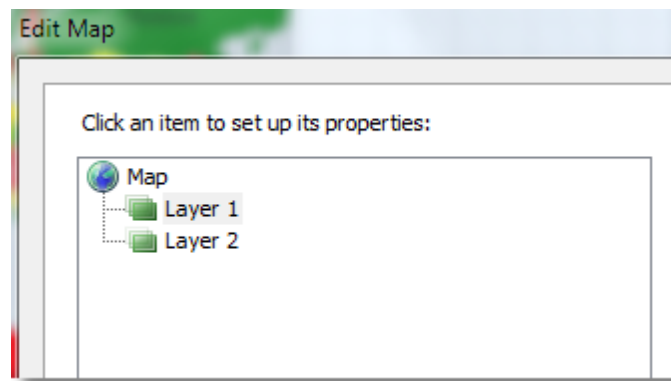 Edit Map
Click an item to set up its properties:
Map
Layer 1
Layer 2